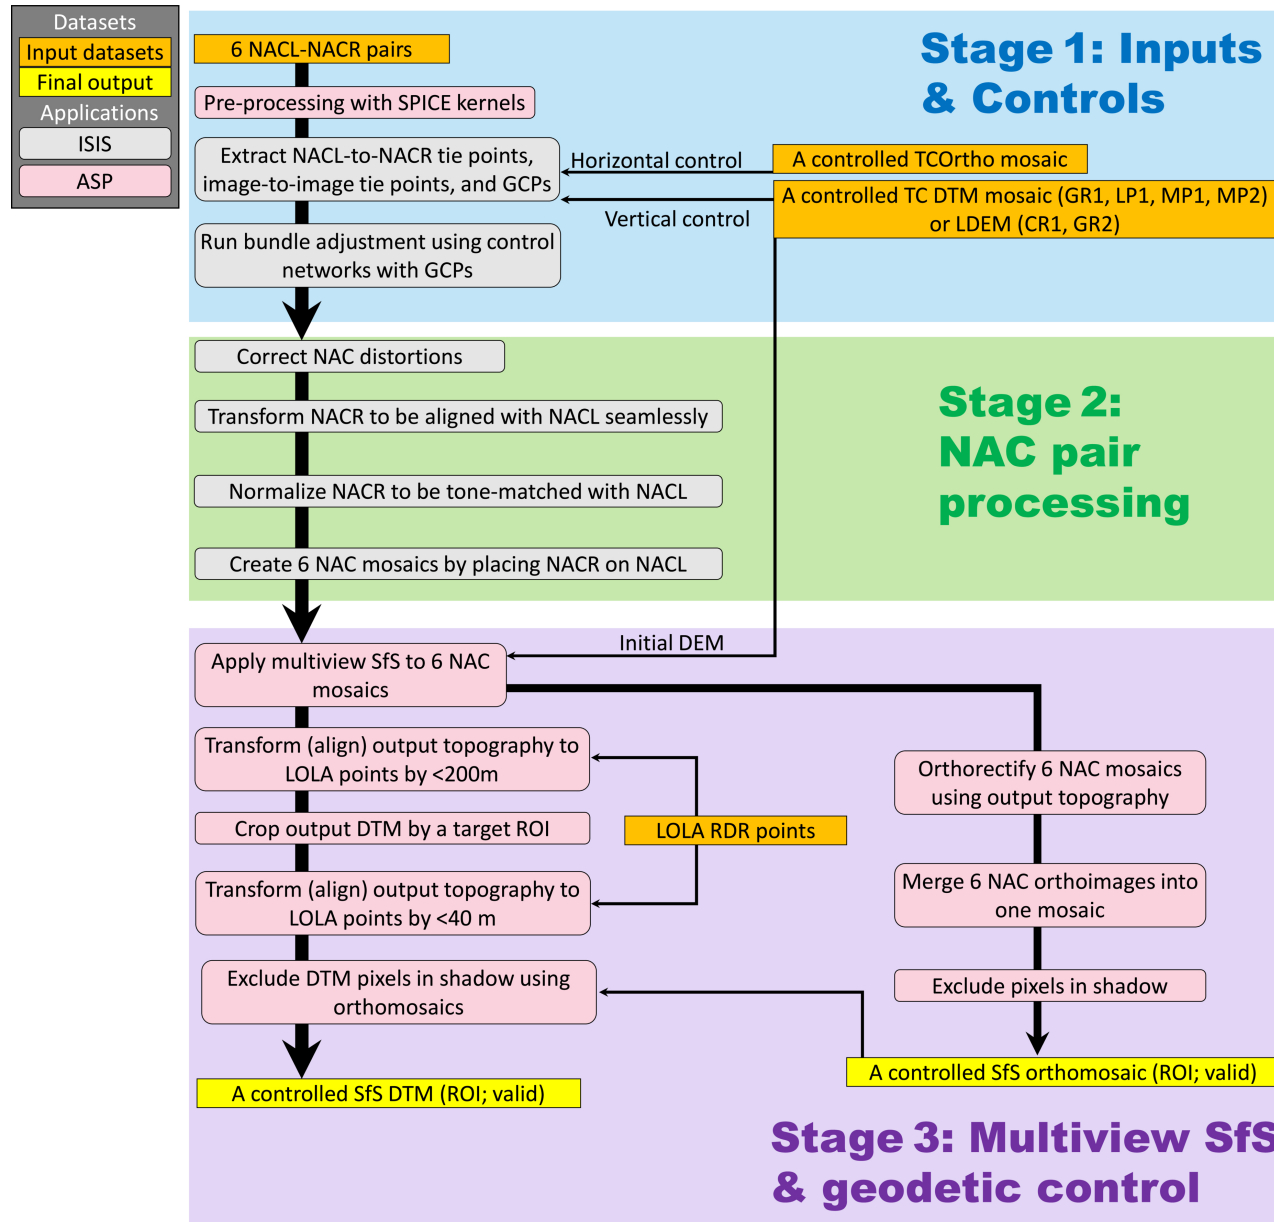 Datasets
Input datasets
Final output
Applications
ISIS
ASP
Stage 1: Inputs
& Controls
6 NACL-NACR pairs
Pre-processing with SPICE kernels
Extract NACL-to-NACR tie points,
image-to-image tie points, and GCPs
Horizontal control
A controlled TCOrtho mosaic
Vertical control
A controlled TC DTM mosaic (GR1, LP1, MP1, MP2)
or LDEM (CR1, GR2)
Run bundle adjustment using control
networks with GCPs
Stage 2:
NAC pair
processing
Correct NAC distortions
Transform NACR to be aligned with NACL seamlessly
Normalize NACR to be tone-matched with NACL
Create 6 NAC mosaics by placing NACR on NACL
Initial DEM
Apply multiview SfS to 6 NAC
mosaics
Transform (align) output topography to
LOLA points by <200m
Crop output DTM by a target ROI
LOLA RDR points
Transform (align) output topography to
LOLA points by <40 m
Exclude DTM pixels in shadow using
orthomosaics
A controlled SfS DTM (ROI; valid)
Orthorectify 6 NAC mosaics
using output topography
Merge 6 NAC orthoimages into
one mosaic
Exclude pixels in shadow
A controlled SfS orthomosaic (ROI; valid)
Stage 3: Multiview SfS
& geodetic control